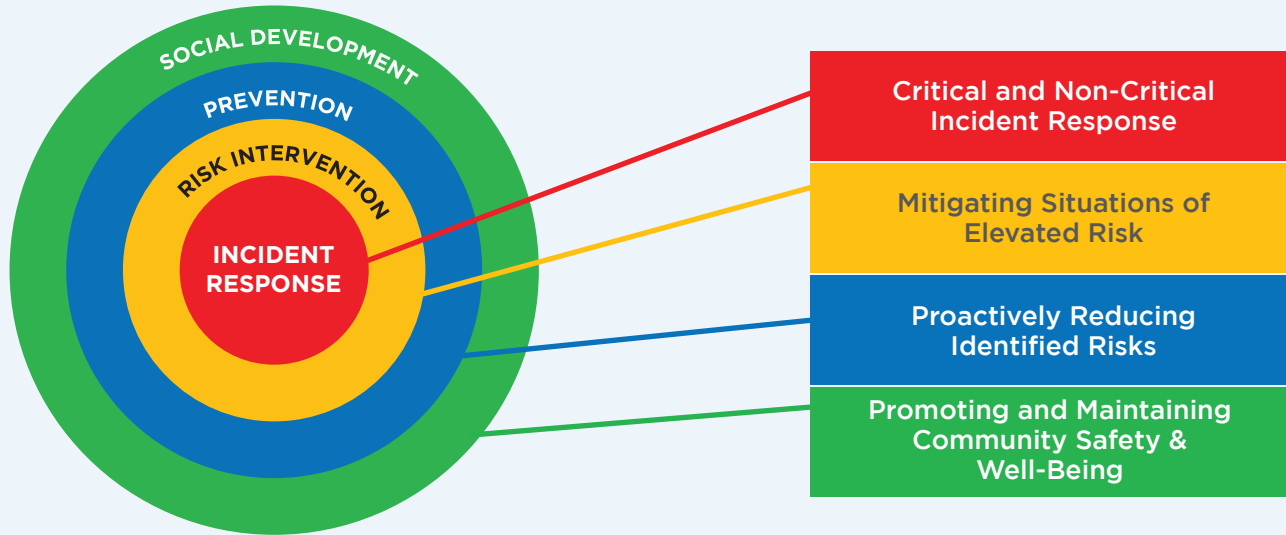 SOCIAL DEVELOPMENT
PREVENTION
RISK INTERVENTION
INCIDENT
RESPONSE
Critical and Non-Critical
Incident Response
Mitigating Situations of
Elevated Risk
Proactively Reducing
Identified Risks
Promoting and Maintaining
Community Safety &
Well-Being